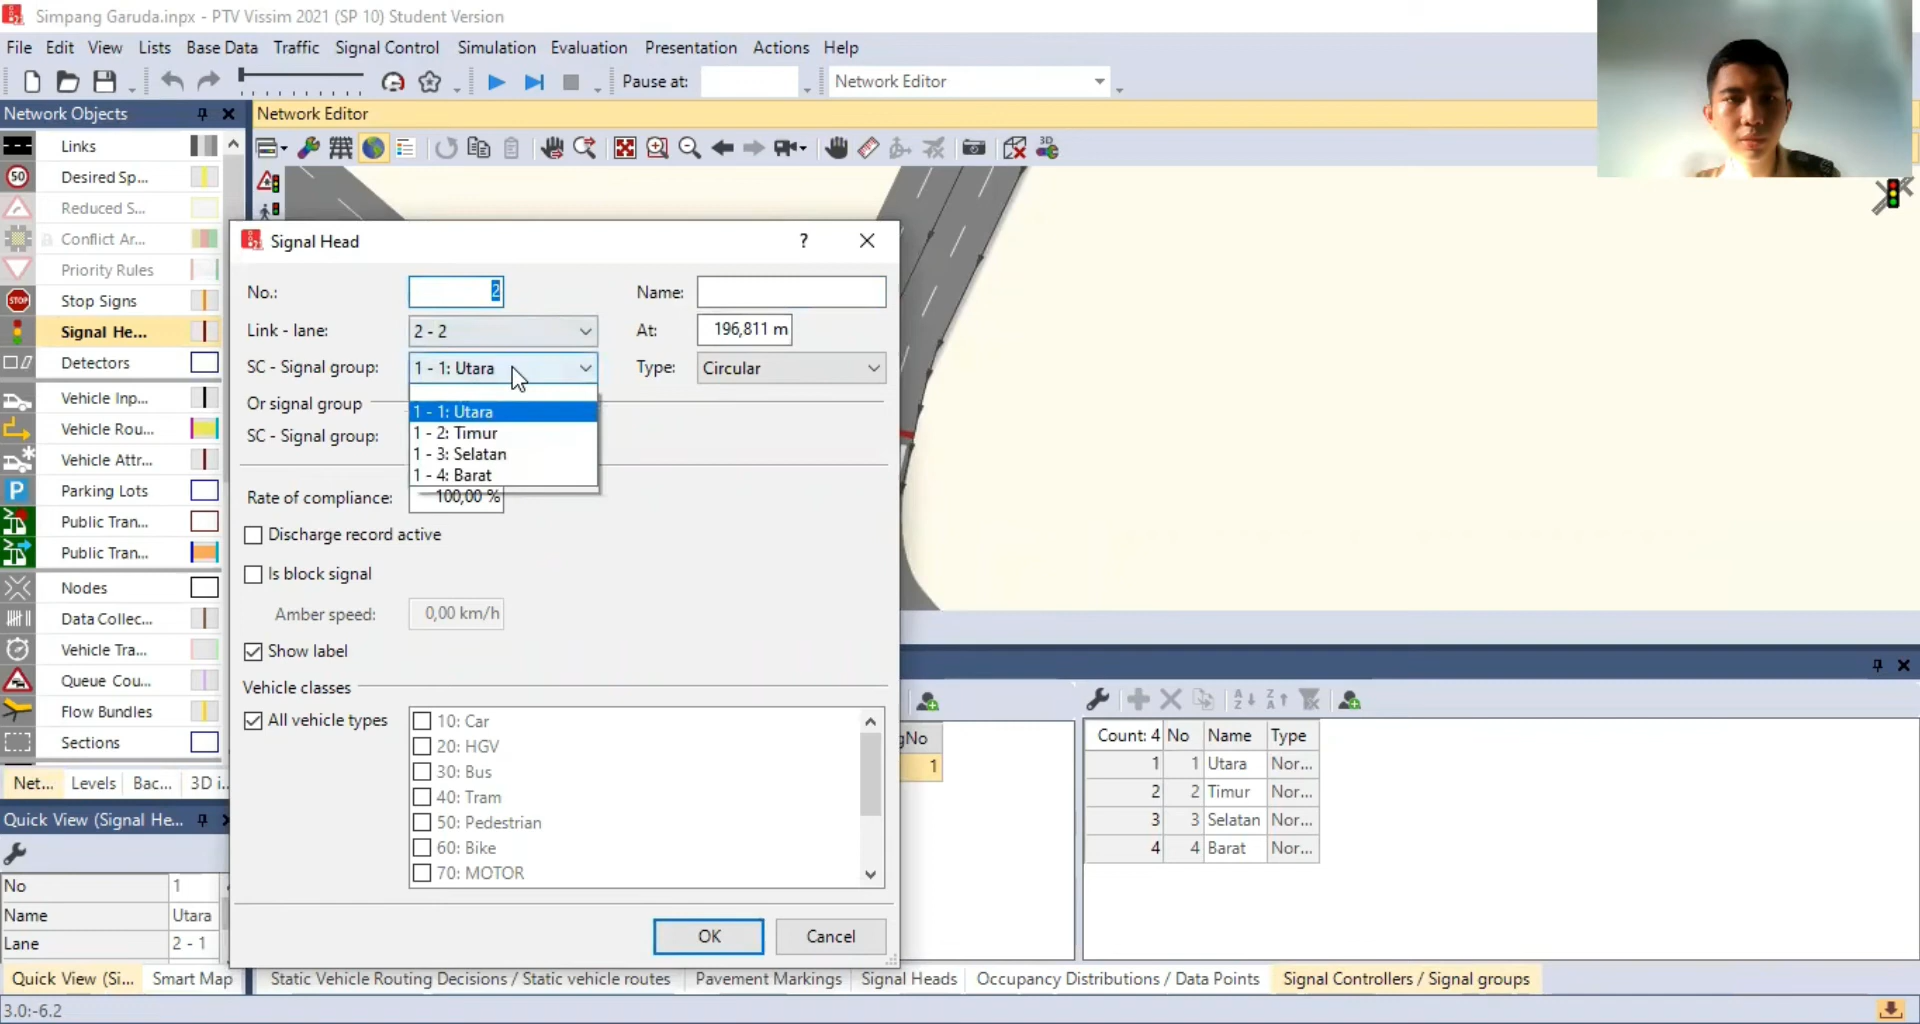 Simpang Garuda.inpx - PTV Vissim 2021 (SP 10) Student Version
File Edit View Lists Base Data Traffic Signal Control Simulation Evaluation Presentation Actions Help
Pause at: Network Editor
Network Objects
Network Editor
Links
50 Desired Sp...
Reduced S...
Conflict Ar...
Priority Rules
STOP Stop Signs
Signal He...
Detectors
Vehicle Inp...
Vehicle Rou...
Vehicle Attr...
P Parking Lots
Public Tran...
Public Tran...
Nodes
Data Collec...
Vehicle Tra...
Queue Cou...
Flow Bundles
Sections
Net... Levels Bac... 3D i...
Quick View (Signal He...
No 1
Name Utara
Lane 2 - 1
Quick View (Si... Smart Map
3D
Signal Head ?
No.: 2 Name:
Link - lane: 2 - 2 At: 196,811 m
SC - Signal group: 1 - 1: Utara Type: Circular
Or signal group
SC - Signal group:
1 - 1: Utara
1 - 2: Timur
1 - 3: Selatan
1 - 4: Barat
Rate of compliance: 100,00 %
Discharge record active
Is block signal
Amber speed: 0,00 km/h
Show label
Vehicle classes
All vehicle types
10: Car
20: HGV
30: Bus
40: Tram
50: Pedestrian
60: Bike
70: MOTOR
OK Cancel
gNo
1
Count: 4 No Name Type
1 1 Utara Nor...
2 2 Timur Nor...
3 3 Selatan Nor...
4 4 Barat Nor...
Static Vehicle Routing Decisions / Static vehicle routes Pavement Markings Signal Heads Occupancy Distributions / Data Points Signal Controllers / Signal groups
3.0:-6.2